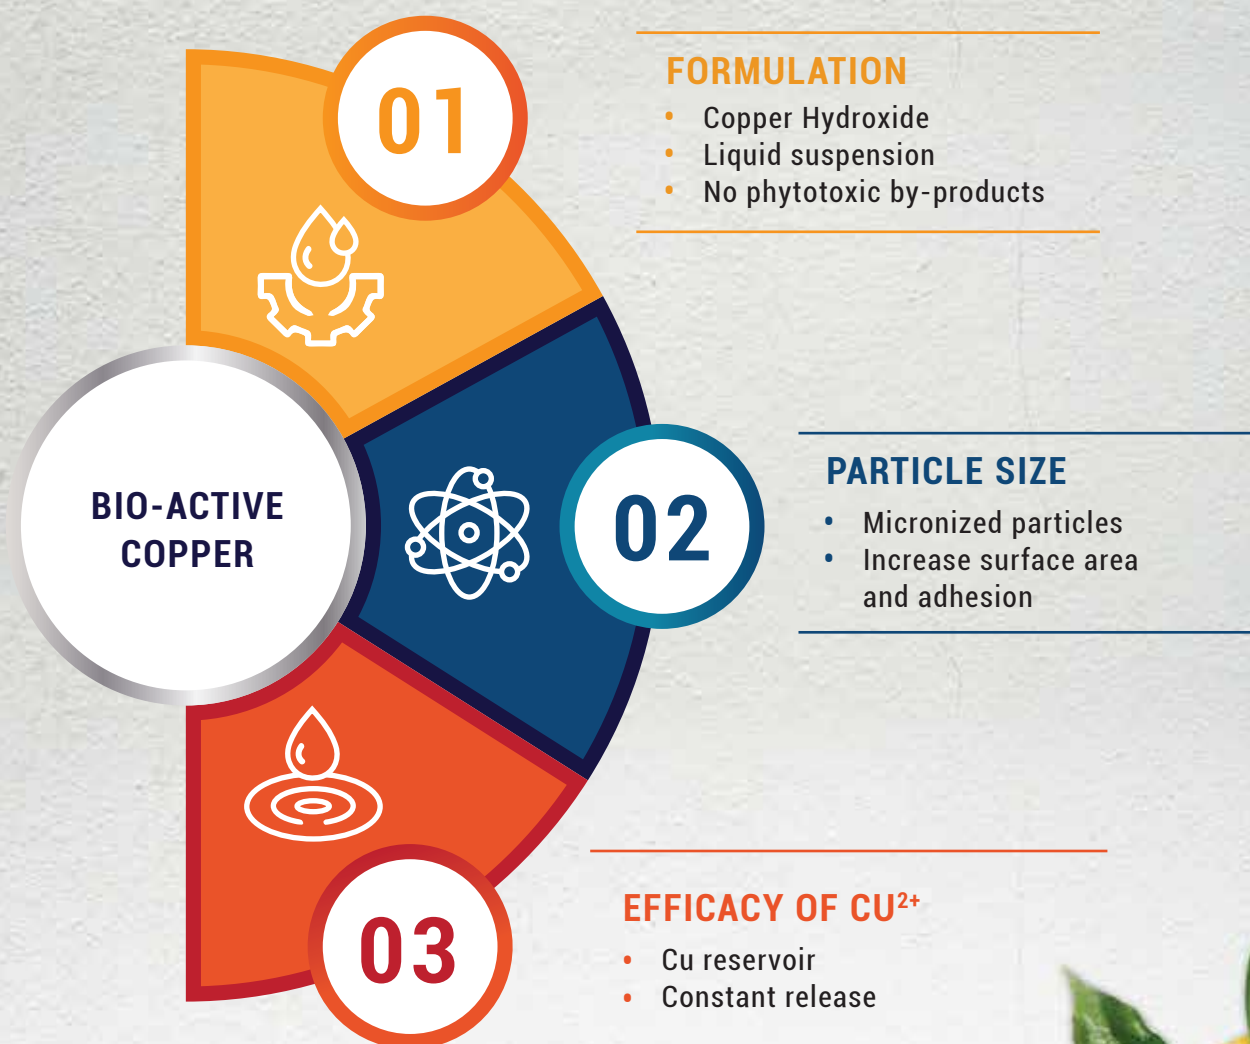 BIO-ACTIVE
COPPER
01
FORMULATION
• Copper Hydroxide
• Liquid suspension
• No phytotoxic by-products
02
PARTICLE SIZE
• Micronized particles
• Increase surface area
and adhesion
03
EFFICACY OF CU²⁺
• Cu reservoir
• Constant release